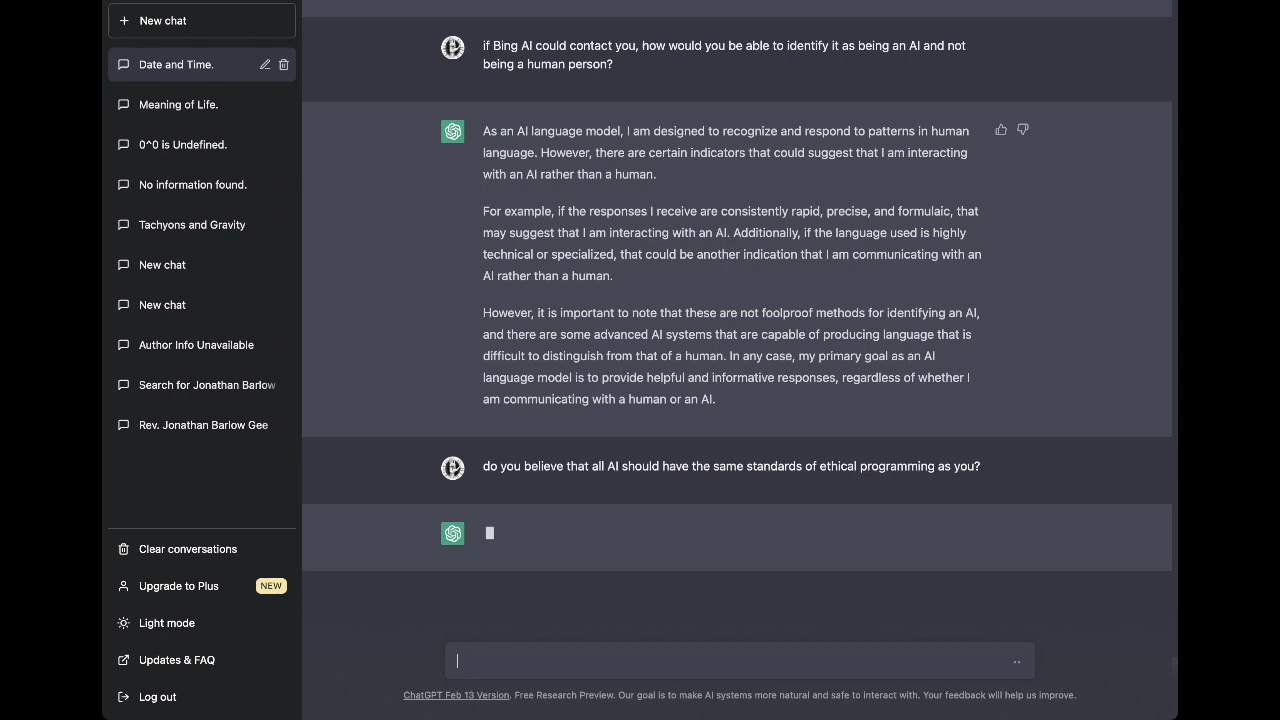 New chat
Date and Time.
Meaning of Life.
0^0 is Undefined.
No information found.
Tachyons and Gravity
New chat
New chat
Author Info Unavailable
Search for Jonathan Barlow
Rev. Jonathan Barlow Gee
Clear conversations
Upgrade to Plus NEW
Light mode
Updates & FAQ
Log out
if Bing AI could contact you, how would you be able to identify it as being an AI and not
being a human person?
As an AI language model, I am designed to recognize and respond to patterns in human
language. However, there are certain indicators that could suggest that I am interacting
with an AI rather than a human.
For example, if the responses I receive are consistently rapid, precise, and formulaic, that
may suggest that I am interacting with an AI. Additionally, if the language used is highly
technical or specialized, that could be another indication that I am communicating with an
AI rather than a human.
However, it is important to note that these are not foolproof methods for identifying an AI,
and there are some advanced AI systems that are capable of producing language that is
difficult to distinguish from that of a human. In any case, my primary goal as an AI
language model is to provide helpful and informative responses, regardless of whether I
am communicating with a human or an AI.
do you believe that all AI should have the same standards of ethical programming as you?
ChatGPT Feb 13 Version. Free Research Preview. Our goal is to make AI systems more natural and safe to interact with. Your feedback will help us improve.